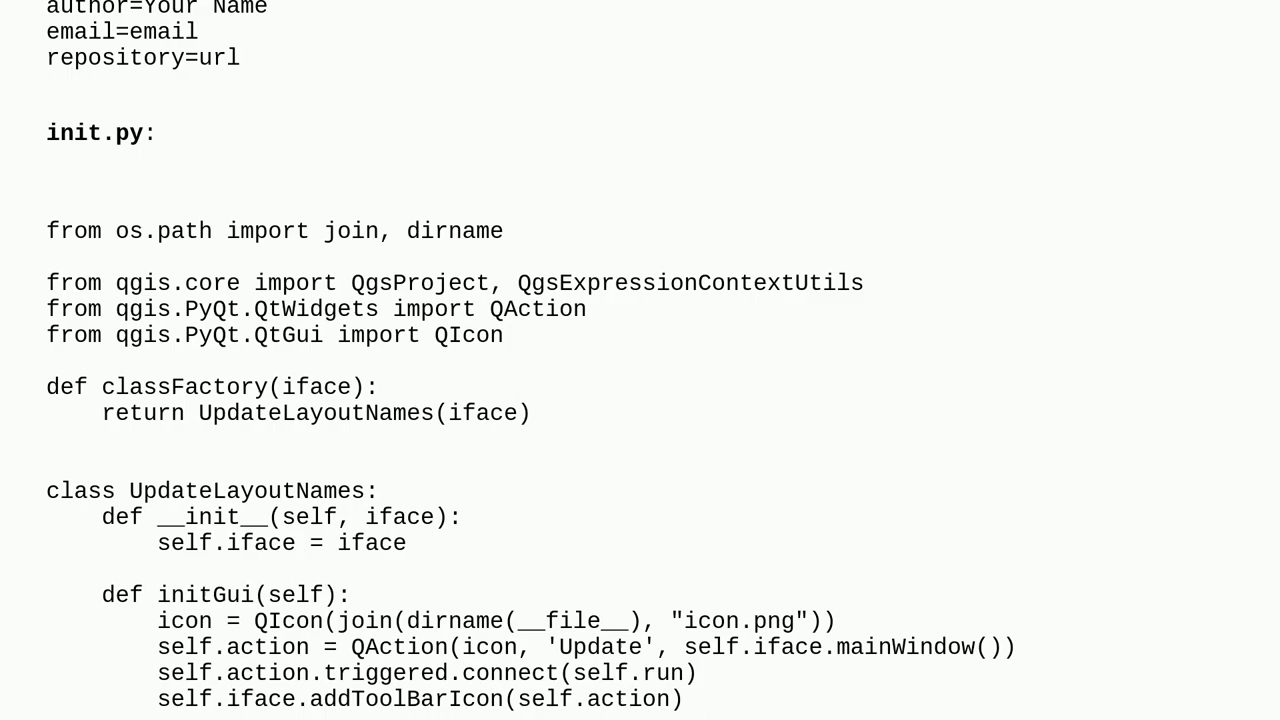 author=Your Name
email=email
repository=url
init.py:
from os.path import join, dirname
from qgis.core import QgsProject, QgsExpressionContextUtils
from qgis.PyQt.QtWidgets import QAction
from qgis.PyQt.QtGui import QIcon
def classFactory(iface):
    return UpdateLayoutNames(iface)
class UpdateLayoutNames:
    def __init__(self, iface):
        self.iface = iface
    def initGui(self):
        icon = QIcon(join(dirname(__file__), "icon.png"))
        self.action = QAction(icon, 'Update', self.iface.mainWindow())
        self.action.triggered.connect(self.run)
        self.iface.addToolBarIcon(self.action)